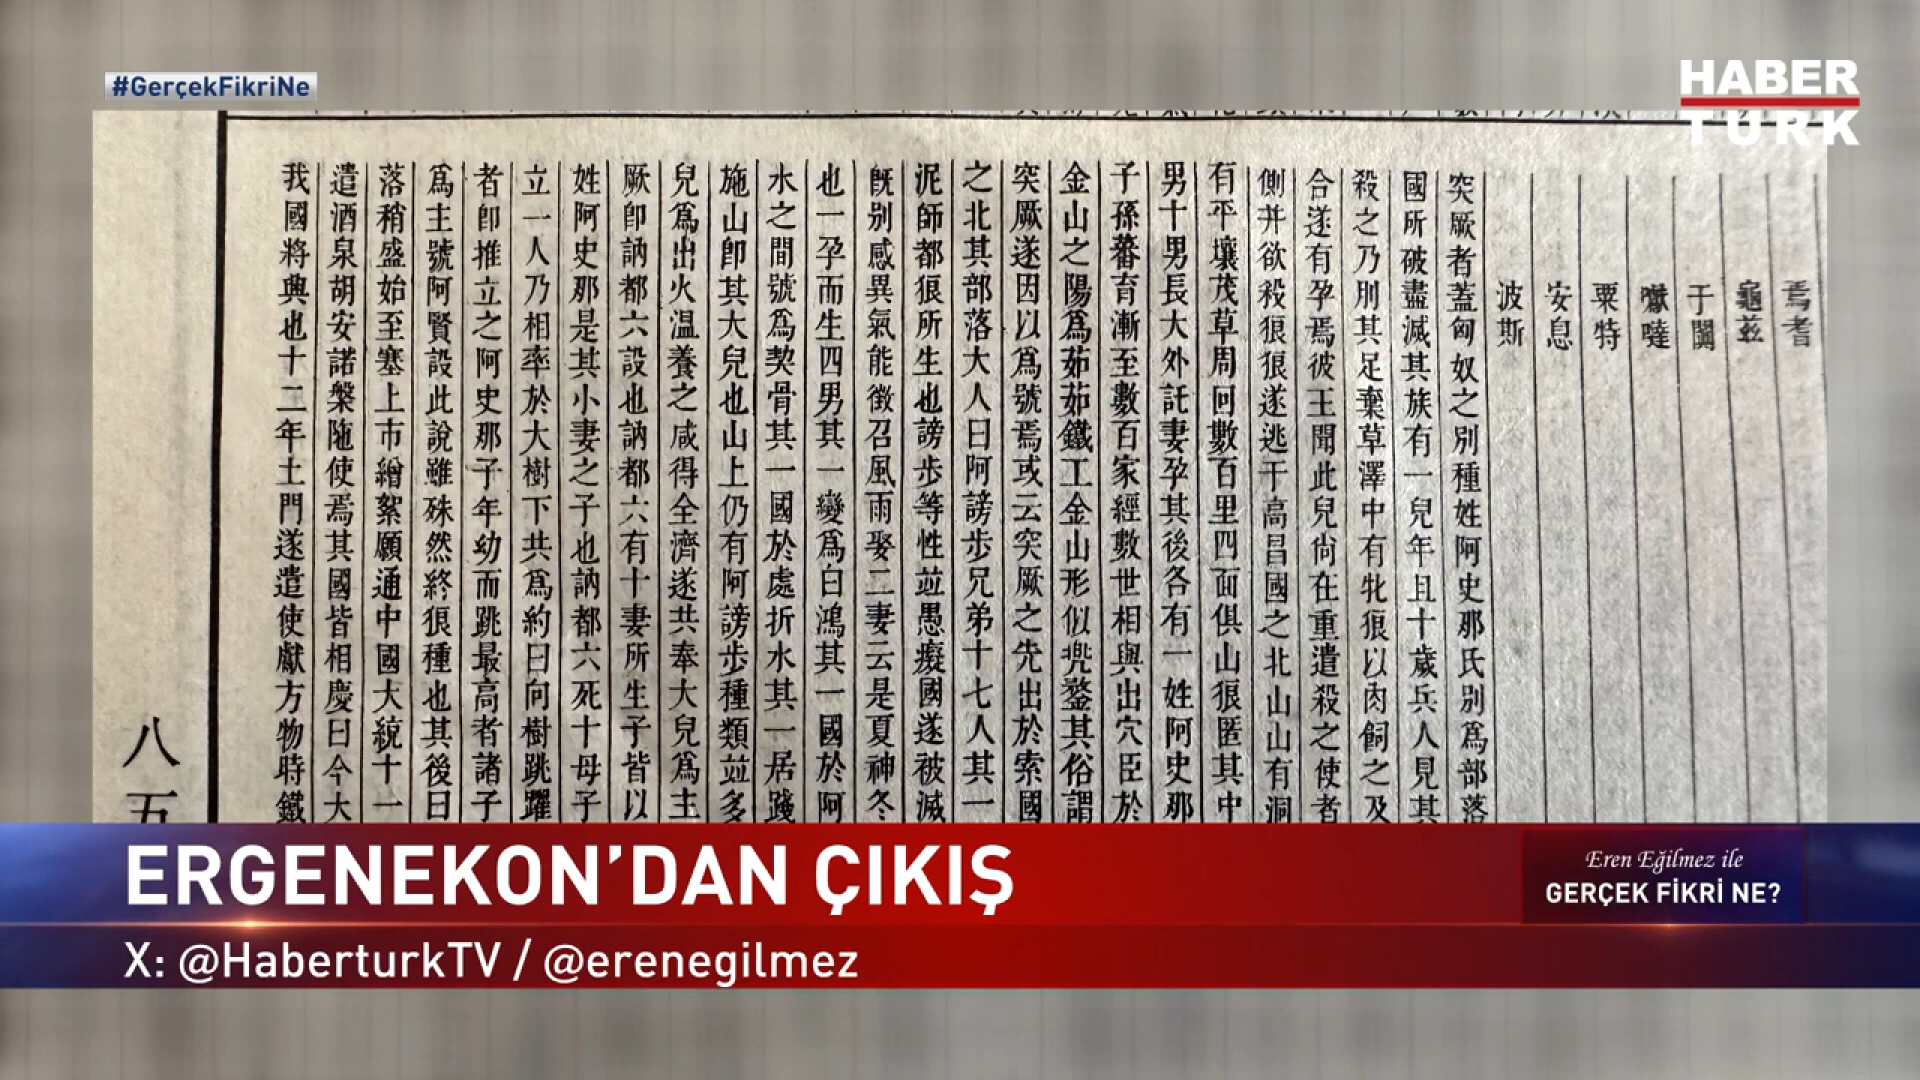 #GerçekFikriNe
HABER
TÜRK
焉耆
龜茲
于闐
嚈噠
粟特
安息
波斯
突厥者蓋匈奴之別種姓阿史那氏別爲部落
國所破盡滅其族有一兒年且十歲兵人見其
殺之乃刖其足棄草澤中有牝狼以肉飼之及
合遂有孕焉彼王聞此兒尙在重遣殺之使者
側幷欲殺狼狼遂逃于高昌國之北山山有洞
有平壤茂草周回數百里四面俱山狼匿其中
男十男長大外託妻孕其後各有一姓阿史那
子孫蕃育漸至數百家經數世相與出穴臣於
金山之陽爲茹茹鐵工金山形似兜鍪其俗謂
突厥遂因以爲號焉或云突厥之先出於索國
之北其部落大人曰阿謗步兄弟十七人其一
泥師都狼所生也謗步等性並愚癡國遂被滅
旣別感異氣能徵召風雨娶二妻云是夏神冬
也一孕而生四男其一變爲白鴻其一國於阿
水之間號爲契骨其一國於處折水其一居踐
施山卽其大兒也山上仍有阿謗步種類並多
兒爲出火溫養之咸得全濟遂共奉大兒爲主
厥卽訥都六設也訥都六有十妻所生子皆以
姓阿史那是其小妻之子也訥都六死十母子
立一人乃相率於大樹下共爲約曰向樹跳躍
者卽推立之阿史那子年幼而跳最高者諸子
爲主號阿賢設此說雖殊然終狼種也其後曰
落稍盛始至塞上市繒絮願通中國大統十一
遣酒泉胡安諾槃陁使焉其國皆相慶曰今大
我國將興也十二年土門遂遣使獻方物時鐵
八五
ERGENEKON'DAN ÇIKIŞ
Eren Eğilmez ile
GERÇEK FİKRİ NE?
X: @HaberturkTV / @erenegilmez